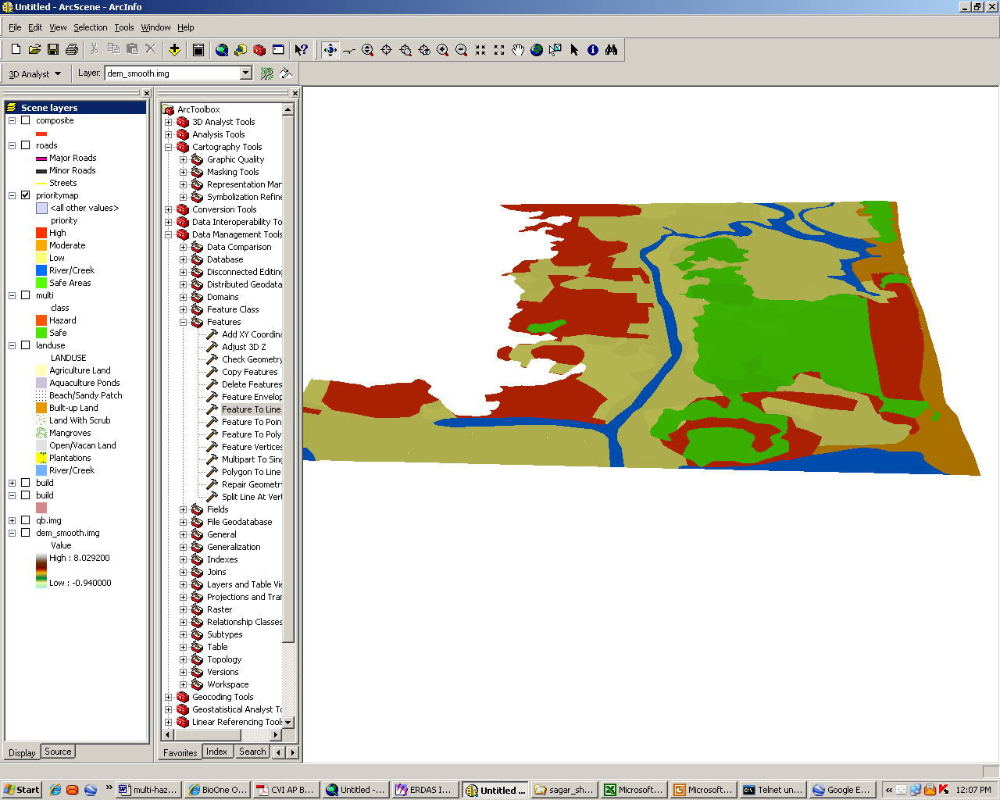 Untitled - ArcScene - ArcInfo
File Edit View Selection Tools Window Help
3D Analyst Layer: dem_smooth.img
Scene layers
composite
roads
Major Roads
Minor Roads
Streets
prioritymap
<all other values>
priority
High
Moderate
Low
River/Creek
Safe Areas
multi
class
Hazard
Safe
landuse
LANDUSE
Agriculture Land
Aquaculture Ponds
Beach/Sandy Patch
Built-up Land
Land With Scrub
Mangroves
Open/Vacan Land
Plantations
River/Creek
build
build
qb.img
dem_smooth.img
Value
High : 8.029200
Low : -0.940000
Display Source
ArcToolbox
3D Analyst Tools
Analysis Tools
Cartography Tools
Graphic Quality
Masking Tools
Representation Mar
Symbolization Refine
Conversion Tools
Data Interoperability To
Data Management Tools
Data Comparison
Database
Disconnected Editing
Distributed Geodata
Domains
Feature Class
Features
Add XY Coordina
Adjust 3D Z
Check Geometry
Copy Features
Delete Features
Feature Envelop
Feature To Line
Feature To Poin
Feature To Poly
Feature Vertices
Multipart To Sing
Polygon To Line
Repair Geometry
Split Line At Vert
Fields
File Geodatabase
General
Generalization
Indexes
Joins
Layers and Table Vie
Projections and Tran
Raster
Relationship Classes
Subtypes
Table
Topology
Versions
Workspace
Geocoding Tools
Geostatistical Analyst To
Linear Referencing Tools
Favorites Index Search
Start multi-haz... BioOne O... CVI AP B... Untitled -... ERDAS I... Untitled ... sagar_sh... Microsoft... Microsoft... Telnet un... Google E... 12:07 PM